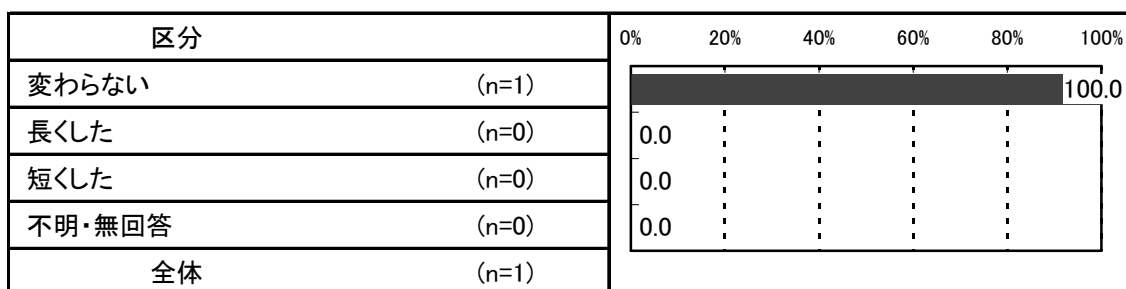 区分 0% 20% 40% 60% 80% 100%
変わらない (n=1) 100.0
長くした (n=0) 0.0
短くした (n=0) 0.0
不明・無回答 (n=0) 0.0
全体 (n=1)